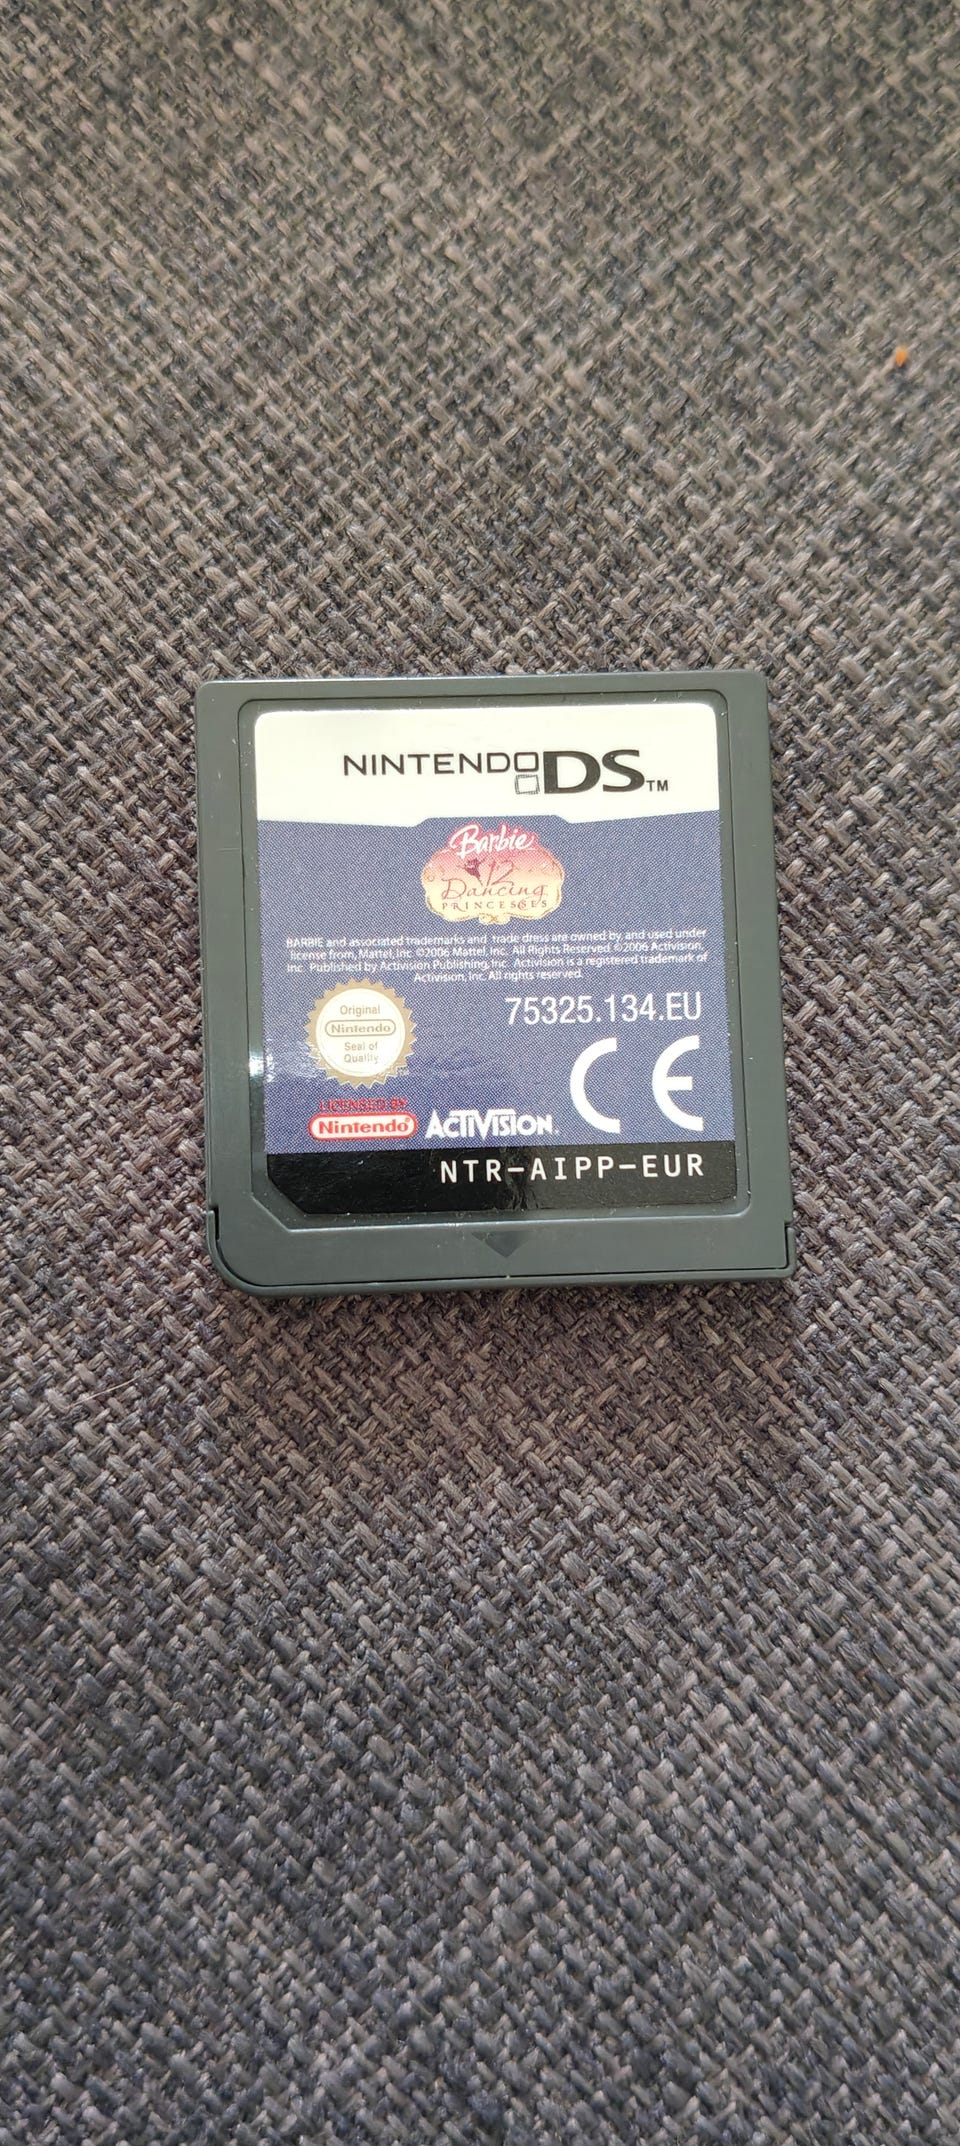 NINTENDO DS™
Barbie
12
Dancing
PRINCESSES
BARBIE and associated trademarks and trade dress are owned by, and used under
license from, Mattel, Inc. ©2006 Mattel, Inc. All Rights Reserved. ©2006 Activision,
Inc. Published by Activision Publishing, Inc. Activision is a registered trademark of
Activision, Inc. All rights reserved.
75325.134.EU
Original
Nintendo
Seal of
Quality
CE
LICENSED BY
Nintendo®
ACTIVISION.
NTR-AIPP-EUR